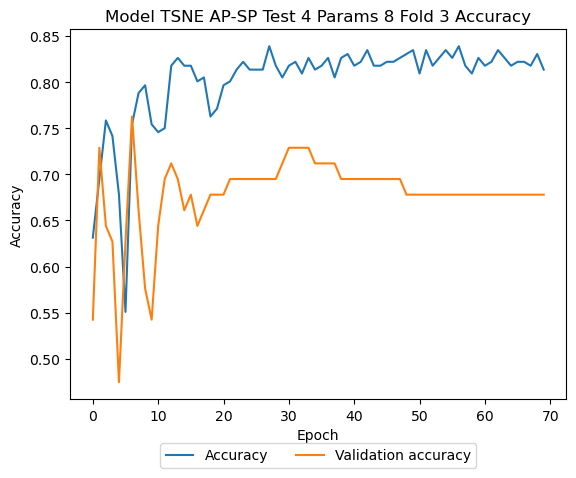 Model TSNE AP-SP Test 4 Params 8 Fold 3 Accuracy
0.85
0.80
0.75
0.70
0.65
0.60
0.55
0.50
Accuracy
0 10 20 30 40 50 60 70
Epoch
Accuracy Validation accuracy